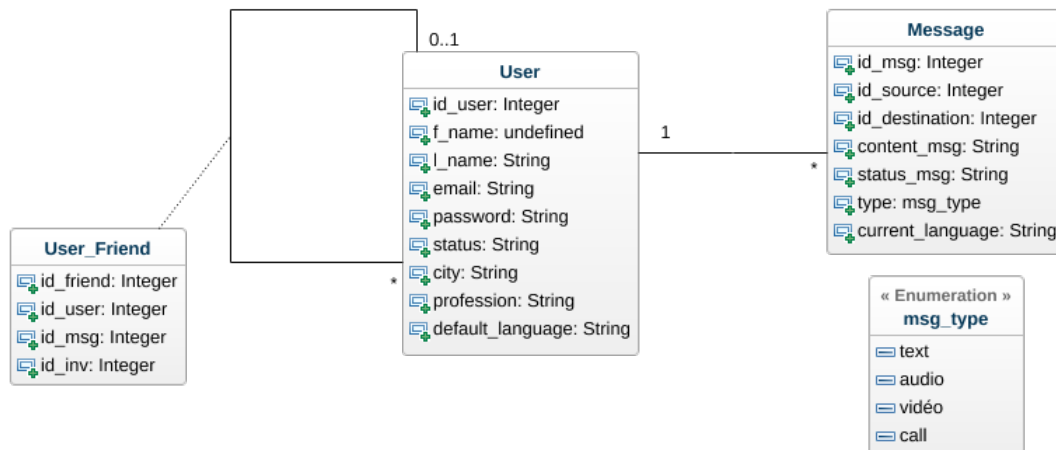 0..1
User
id_user: Integer
f_name: undefined
l_name: String
email: String
password: String
status: String
city: String
profession: String
default_language: String
1
*
*
Message
id_msg: Integer
id_source: Integer
id_destination: Integer
content_msg: String
status_msg: String
type: msg_type
current_language: String
User_Friend
id_friend: Integer
id_user: Integer
id_msg: Integer
id_inv: Integer
« Enumeration »
msg_type
text
audio
vidéo
call